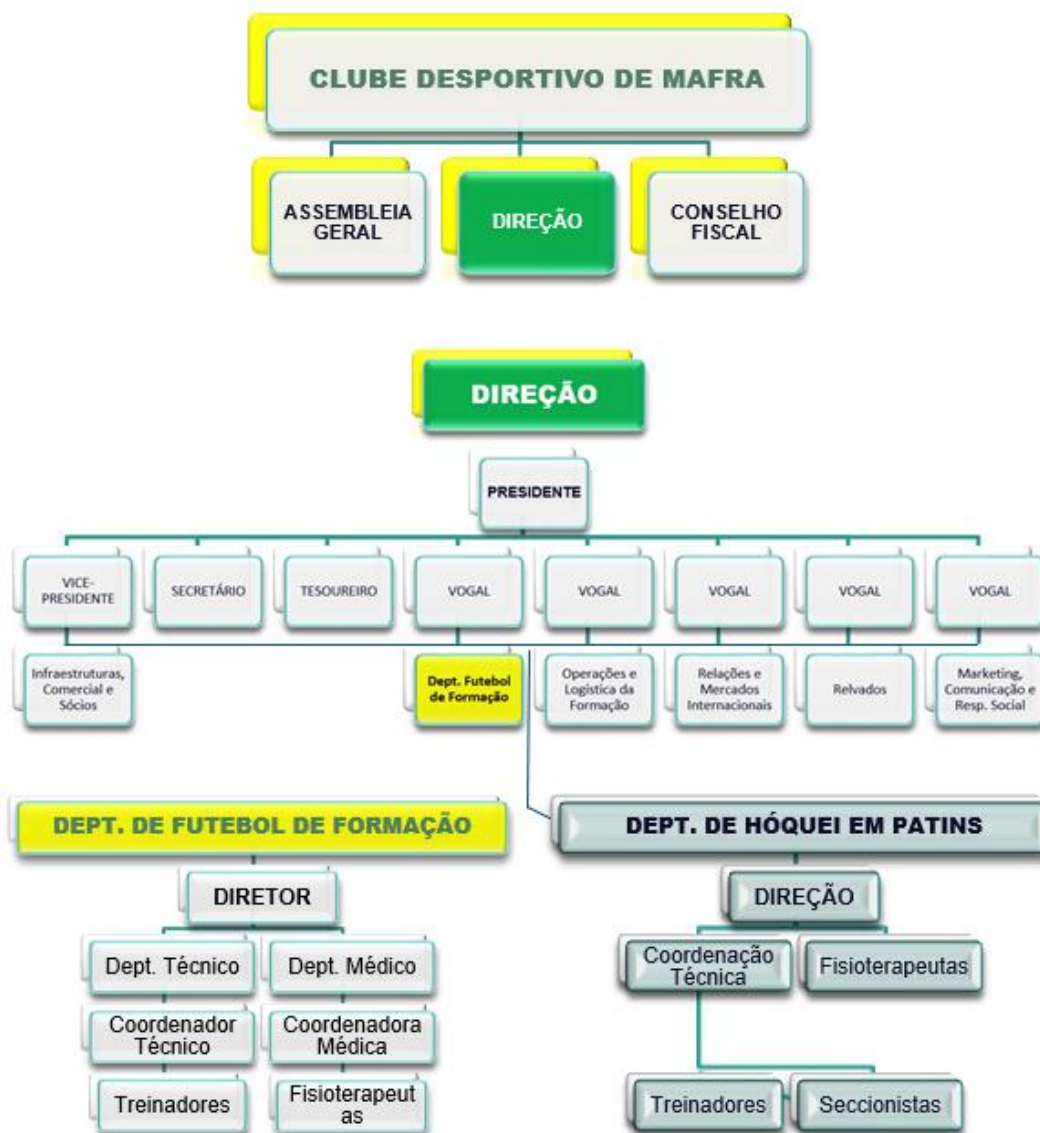 CLUBE DESPORTIVO DE MAFRA
ASSEMBLEIA
GERAL
DIREÇÃO
CONSELHO
FISCAL
DIREÇÃO
PRESIDENTE
VICE-
PRESIDENTE
SECRETÁRIO
TESOUREIRO
VOGAL
VOGAL
VOGAL
VOGAL
VOGAL
Infraestruturas,
Comercial e
Sócios
Dept. Futebol
de Formação
Operações e
Logística da
Formação
Relações e
Mercados
Internacionais
Relvados
Marketing,
Comunicação e
Resp. Social
DEPT. DE FUTEBOL DE FORMAÇÃO
DIRETOR
Dept. Técnico
Dept. Médico
Coordenador
Técnico
Coordenadora
Médica
Treinadores
Fisioterapeut
as
DEPT. DE HÓQUEI EM PATINS
DIREÇÃO
Coordenação
Técnica
Fisioterapeutas
Treinadores
Seccionistas